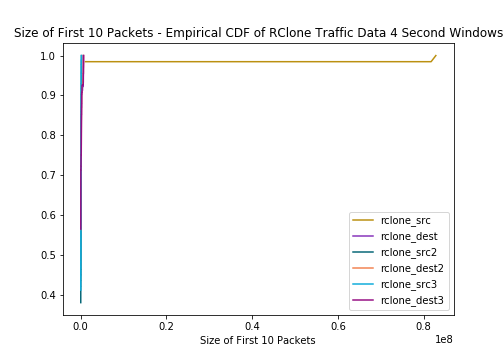 Size of First 10 Packets - Empirical CDF of RClone Traffic Data 4 Second Windows
1.0
0.9
0.8
0.7
0.6
0.5
0.4
rclone_src
rclone_dest
rclone_src2
rclone_dest2
rclone_src3
rclone_dest3
0.0 0.2 0.4 0.6 0.8
1e8
Size of First 10 Packets